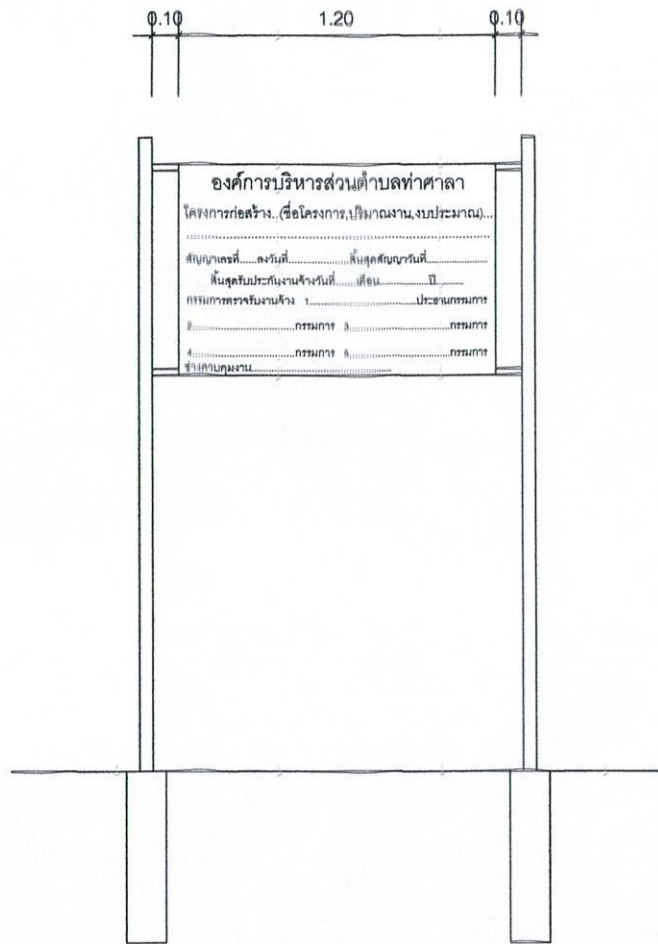 0.10 1.20 0.10
องค์การบริหารส่วนตำบลท่าศาลา
โครงการก่อสร้าง..(ชื่อโครงการ,ปริมาณงาน,งบประมาณ)...
..........................................................................................
สัญญาเลขที่......ลงวันที่....................สิ้นสุดสัญญาวันที่....................
สิ้นสุดรับประกันงานจ้างวันที่......เดือน................ปี.........
กรรมการตรวจรับงานจ้าง 1.................................ประธานกรรมการ
2................................กรรมการ 3................................กรรมการ
4................................กรรมการ 5................................กรรมการ
ช่างควบคุมงาน............................................